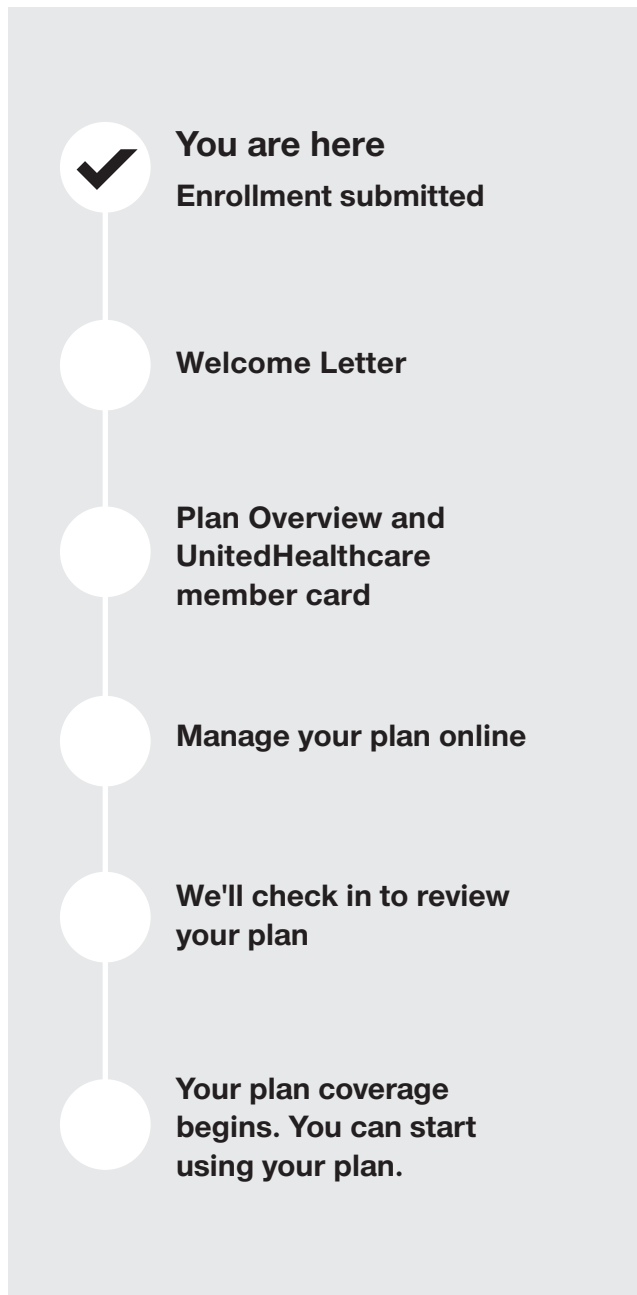 You are here
Enrollment submitted
Welcome Letter
Plan Overview and
UnitedHealthcare
member card
Manage your plan online
We'll check in to review
your plan
Your plan coverage
begins. You can start
using your plan.